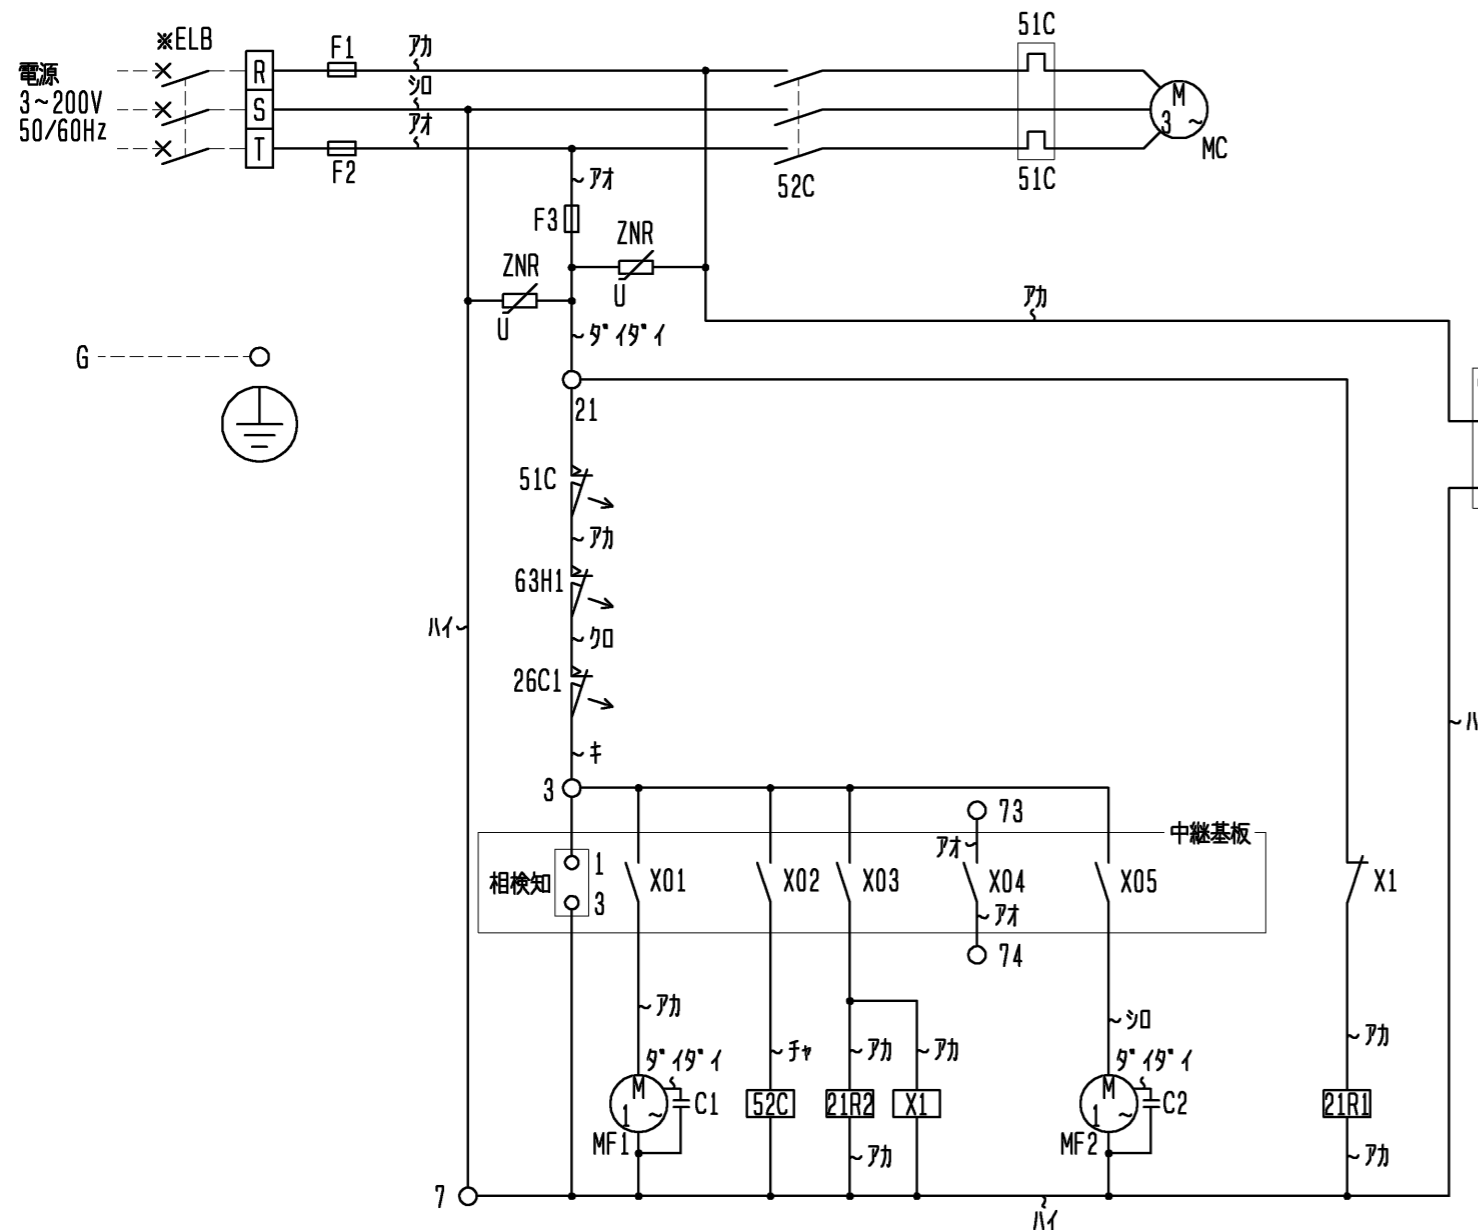 ※ELB
電源
3~200V
50/60Hz
R
S
T
F1
F2
アカ
シロ
アオ
51C
51C
52C
M
3 ~
MC
アオ
F3
ZNR
U
ZNR
U
ダイダイ
アカ
G
21
51C
アカ
63H1
クロ
26C1
キ
ハイ
3
73
アオ
中継基板
相検知
1
3
X01
X02
X03
X04
X05
X1
アオ
74
アカ
シロ
アカ
ダイダイ
チャ
アカ
アカ
ダイダイ
M
1 ~
C1
MF1
52C
21R2
X1
M
1 ~
C2
MF2
21R1
アカ
アカ
7
ハイ